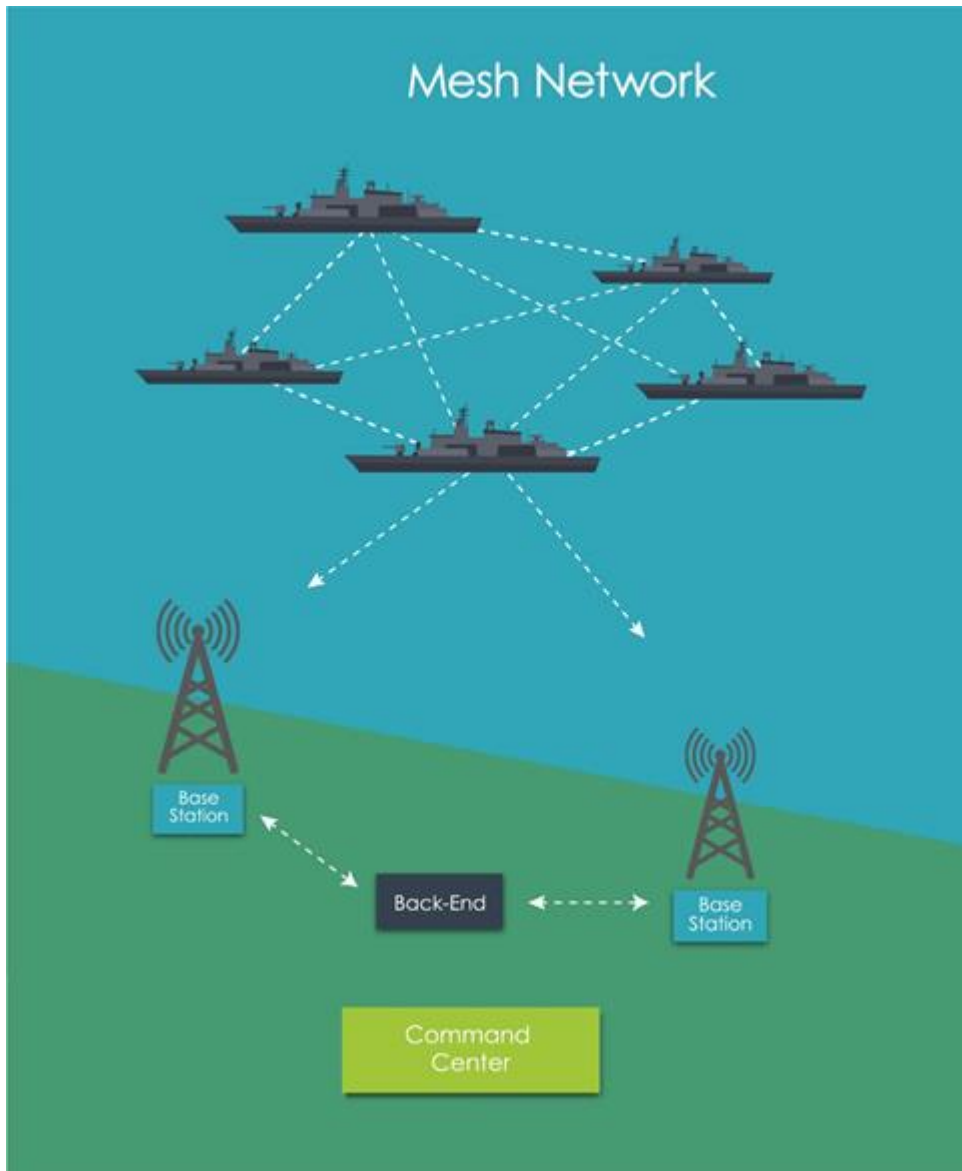 Mesh Network
Base
Station
Back-End
Base
Station
Command
Center